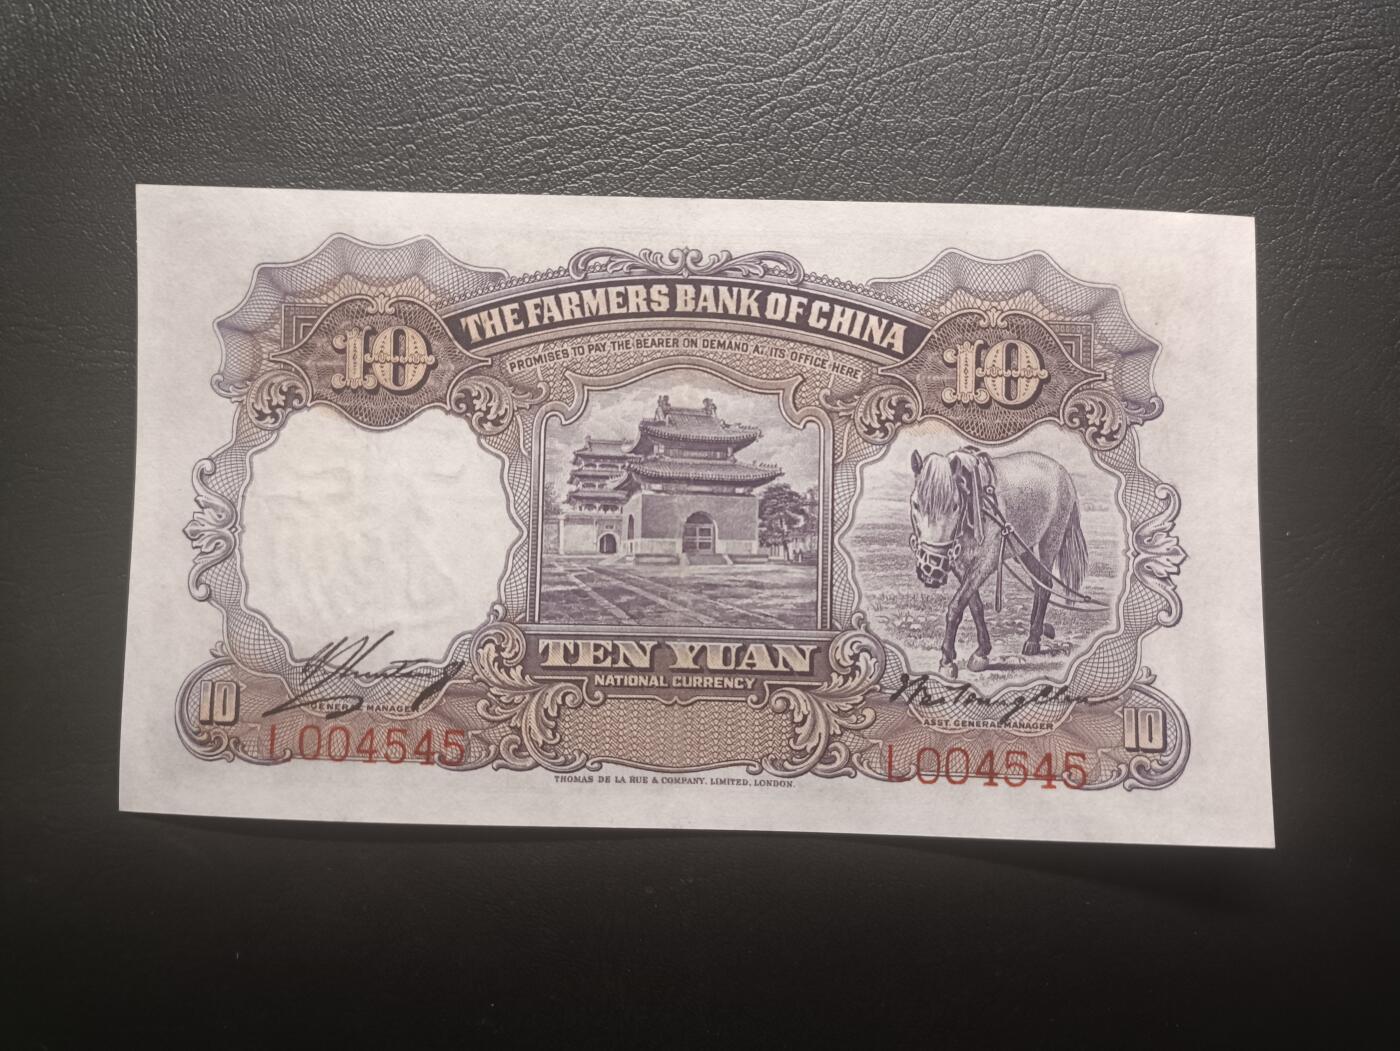 THE FARMERS BANK OF CHINA
PROMISES TO PAY THE BEARER ON DEMAND AT ITS OFFICE HERE
10 10
TEN YUAN
NATIONAL CURRENCY
GENERAL MANAGER
ASST. GENERAL MANAGER
10 10
L004545 L004545
THOMAS DE LA RUE & COMPANY, LIMITED, LONDON.